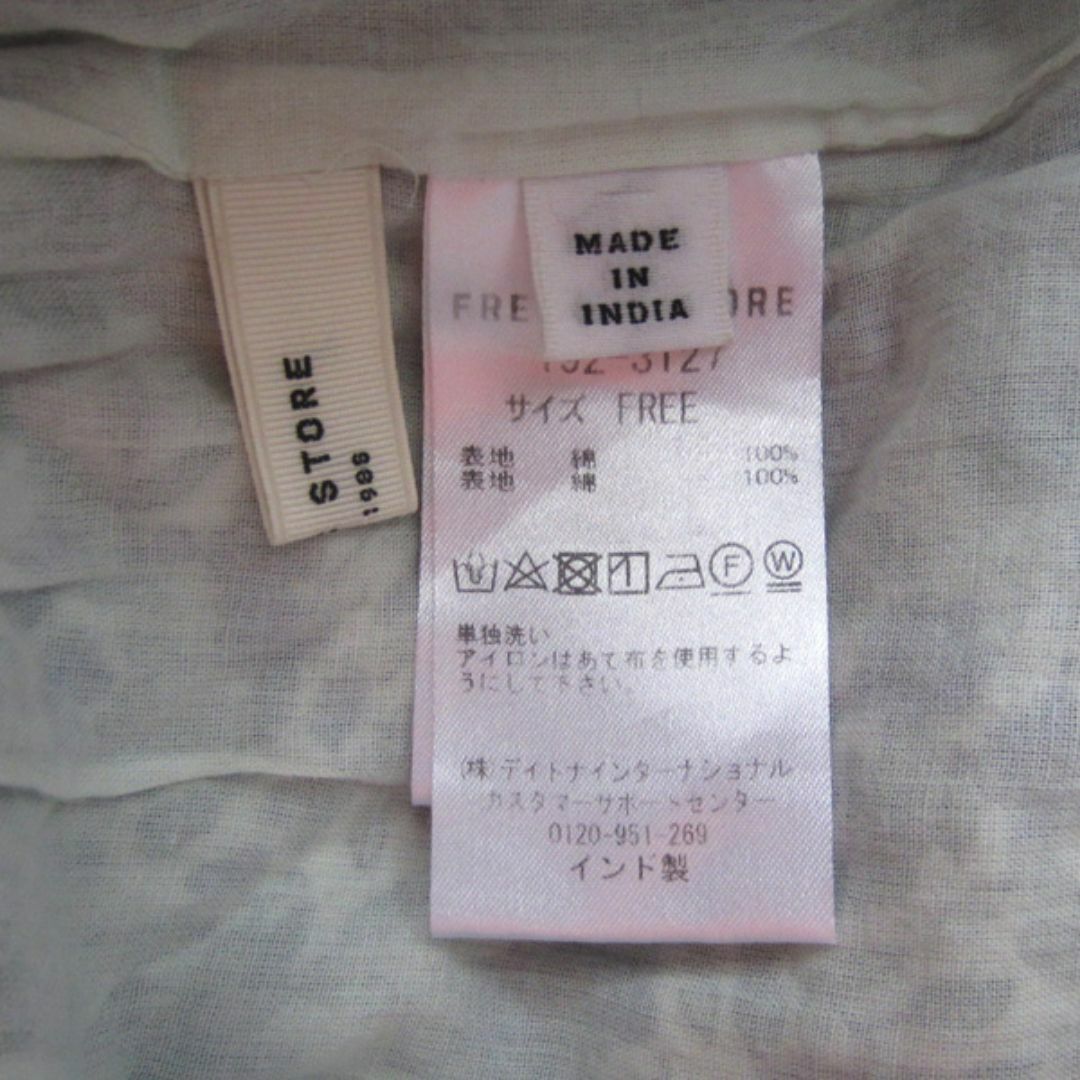 STORE
1986
MADE
IN
INDIA
FRE ORE
-3127
サイズ FREE
表地 綿 100%
表地 綿 100%
F W
単独洗い
アイロンはあて布を使用するよ
うにして下さい。
(株)デイトナインターナショナル
カスタマーサポートセンター
0120-951-269
インド製